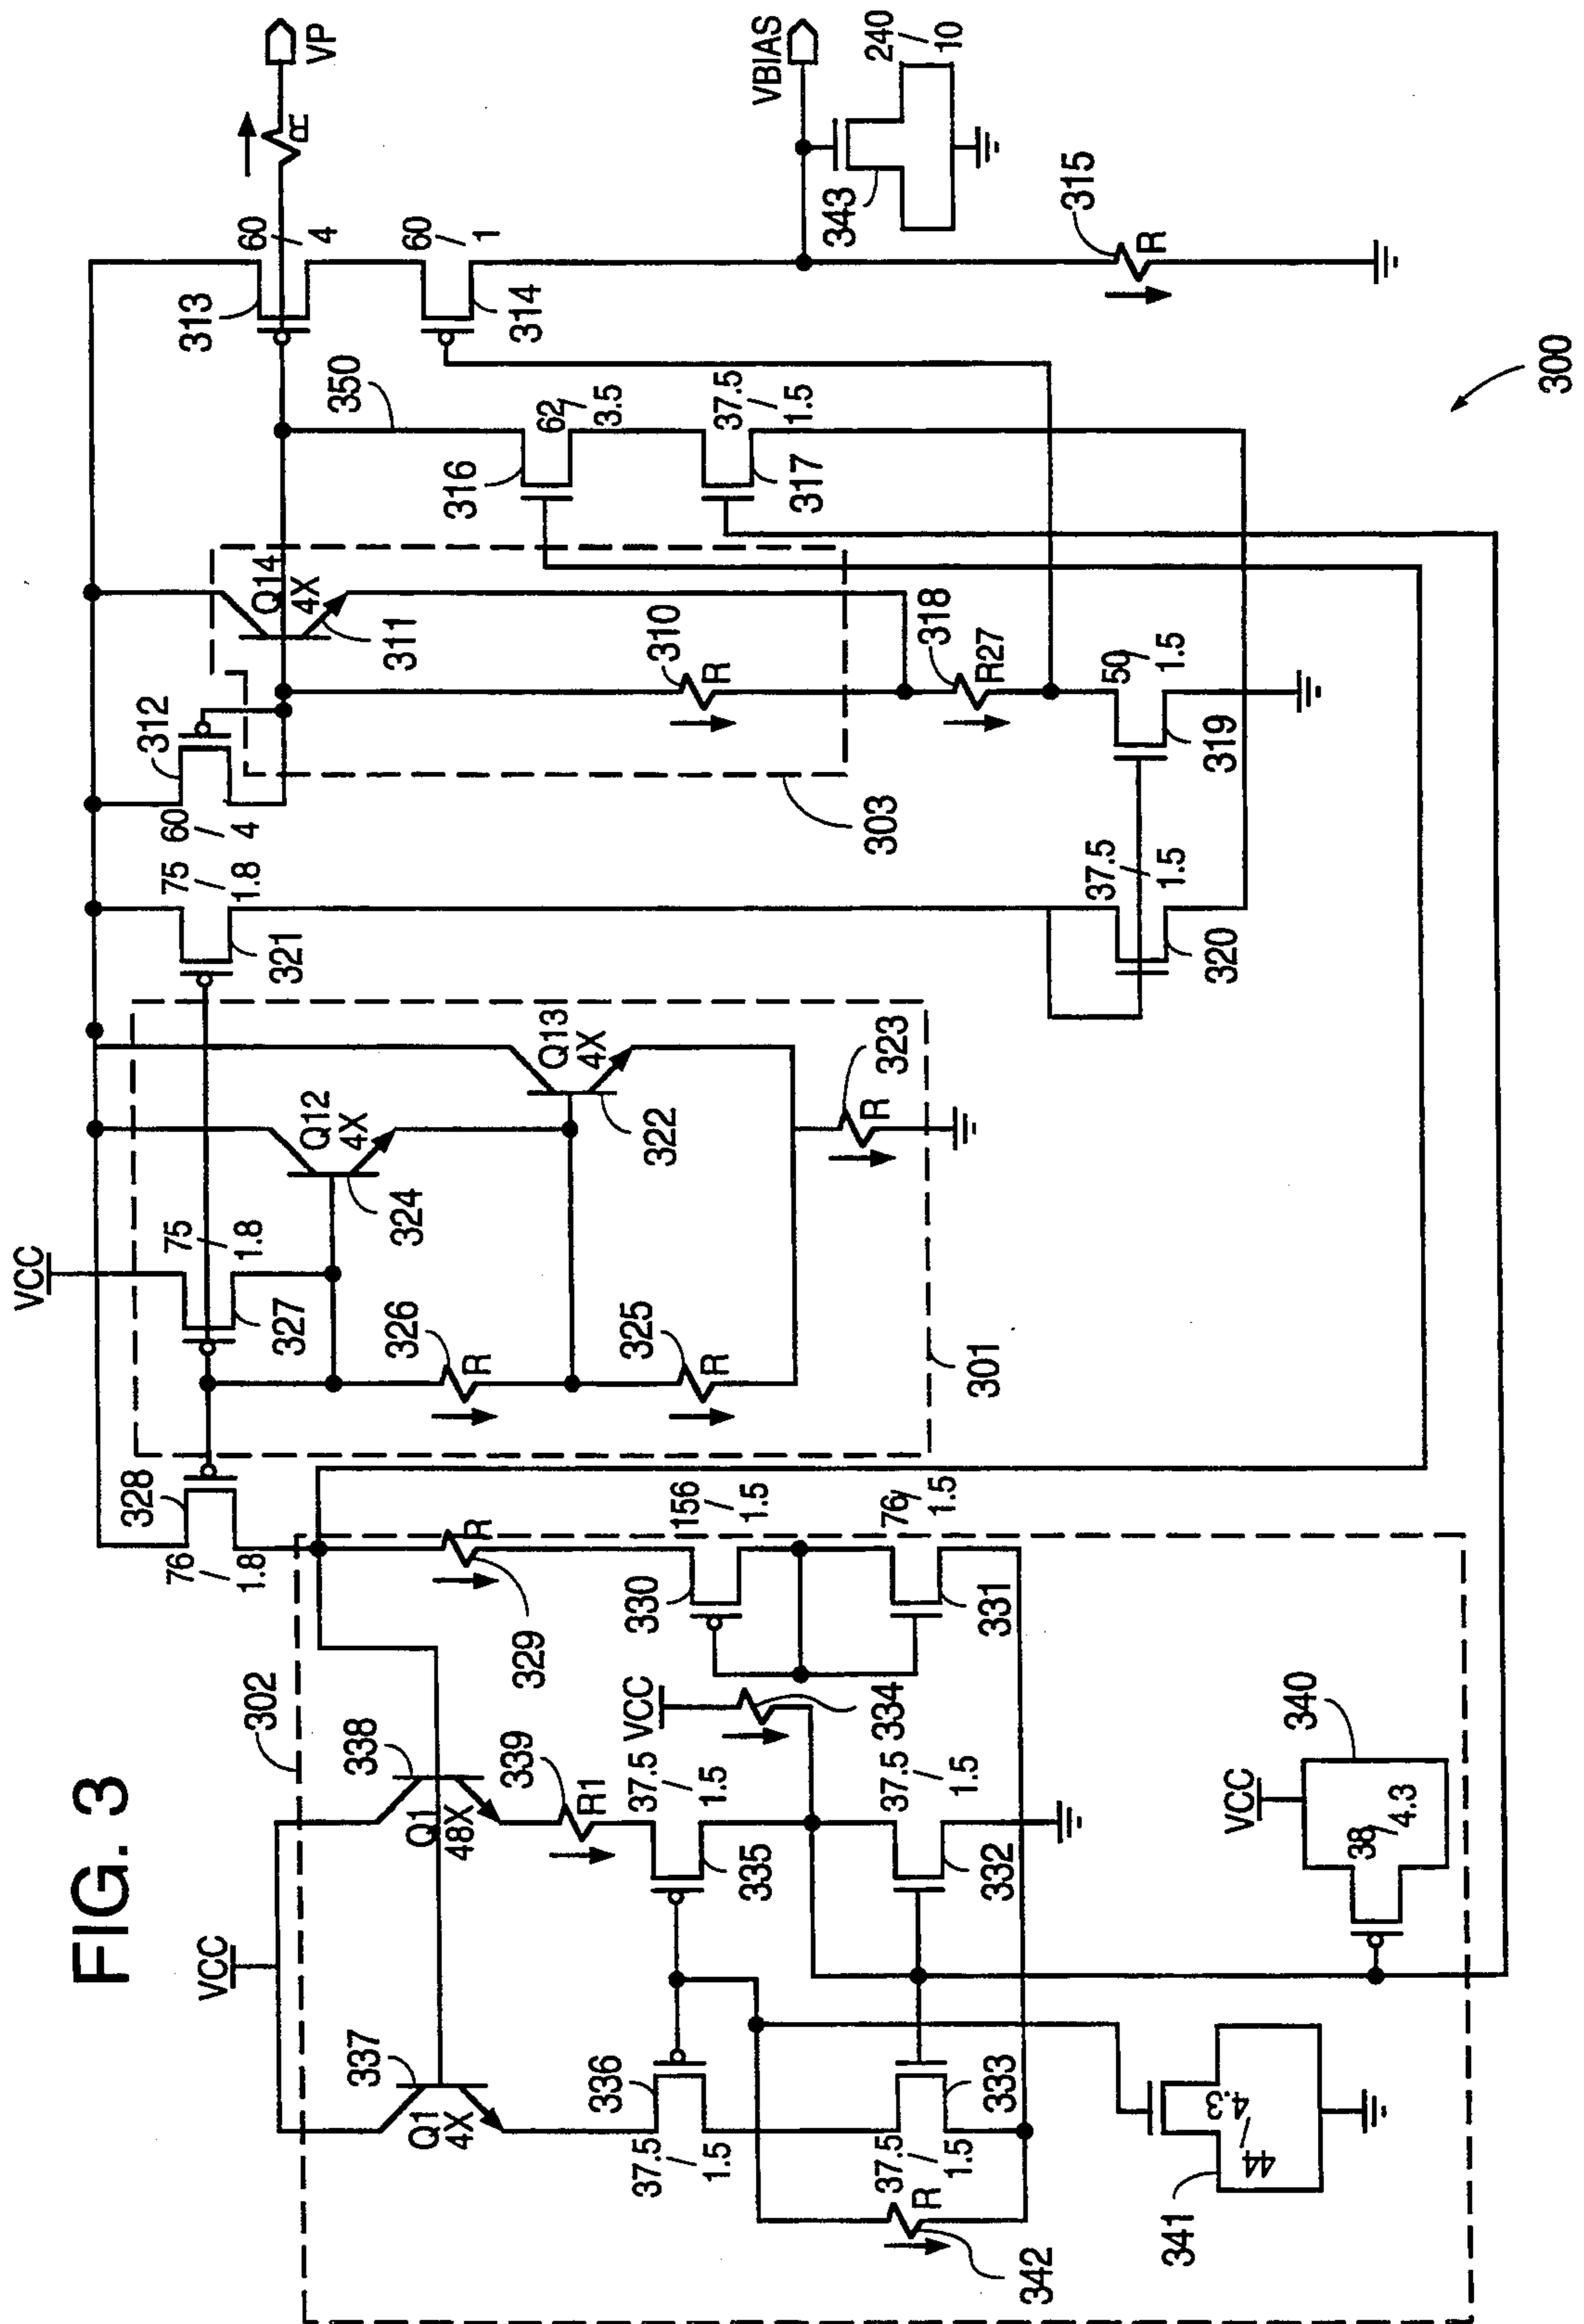 FIG. 3
300
VCC
302
337
Q1
4X
338
Q1
48X
339
R1
336
37.5/1.5
335
37.5/1.5
333
37.5/1.5
332
37.5/1.5
342
R
341
44/4.3
340
VCC
38/4.3
VCC
334
328
76/1.8
329
R
330
156/1.5
331
76/1.5
VCC
327
75/1.8
326
R
325
R
301
324
Q12
4X
322
Q13
4X
323
R
321
75/1.8
320
37.5/1.5
319
50/1.5
312
60/4
303
310
R
311
Q14
4X
318
R27
350
316
62/3.5
317
37.5/1.5
313
60/4
314
60/1
R
VP
VBIAS
343
240/10
315
R